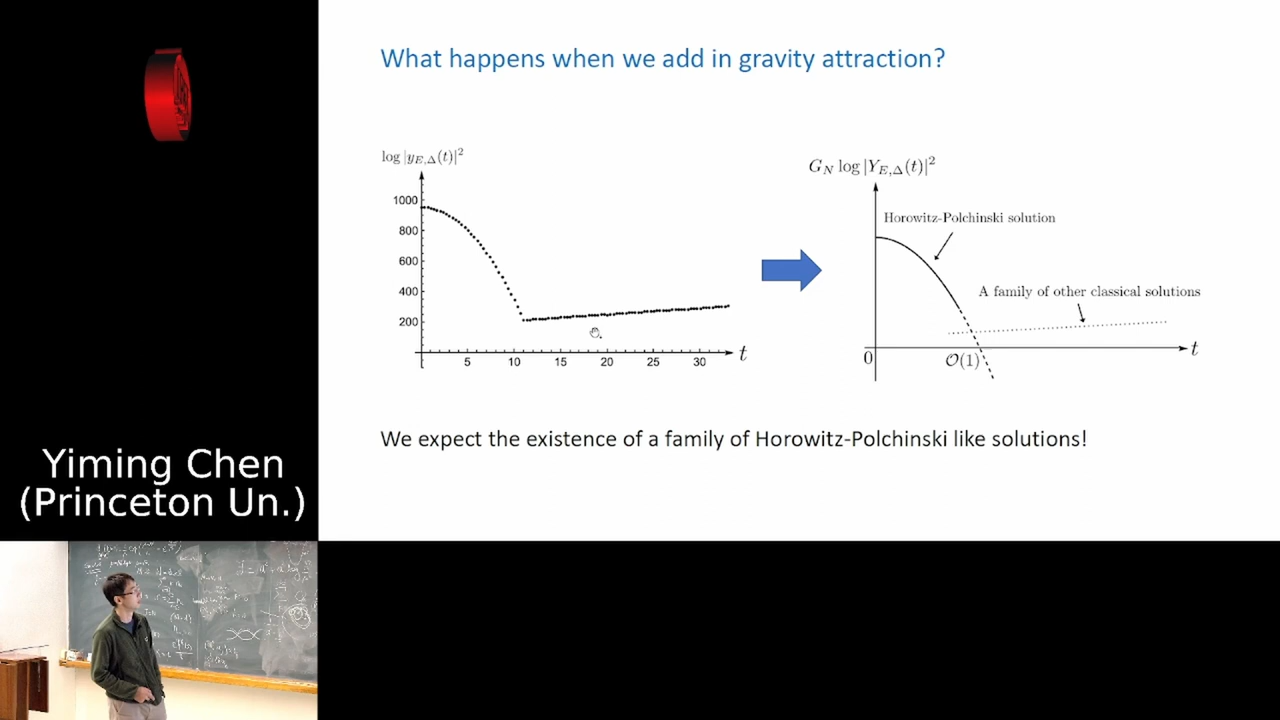 What happens when we add in gravity attraction?
log |y_{E,Δ}(t)|²
1000
800
600
400
200
5
10
15
20
25
30
t
G_N log |Y_{E,Δ}(t)|²
Horowitz-Polchinski solution
A family of other classical solutions
0
𝒪(1)
t
We expect the existence of a family of Horowitz-Polchinski like solutions!
Yiming Chen
(Princeton Un.)